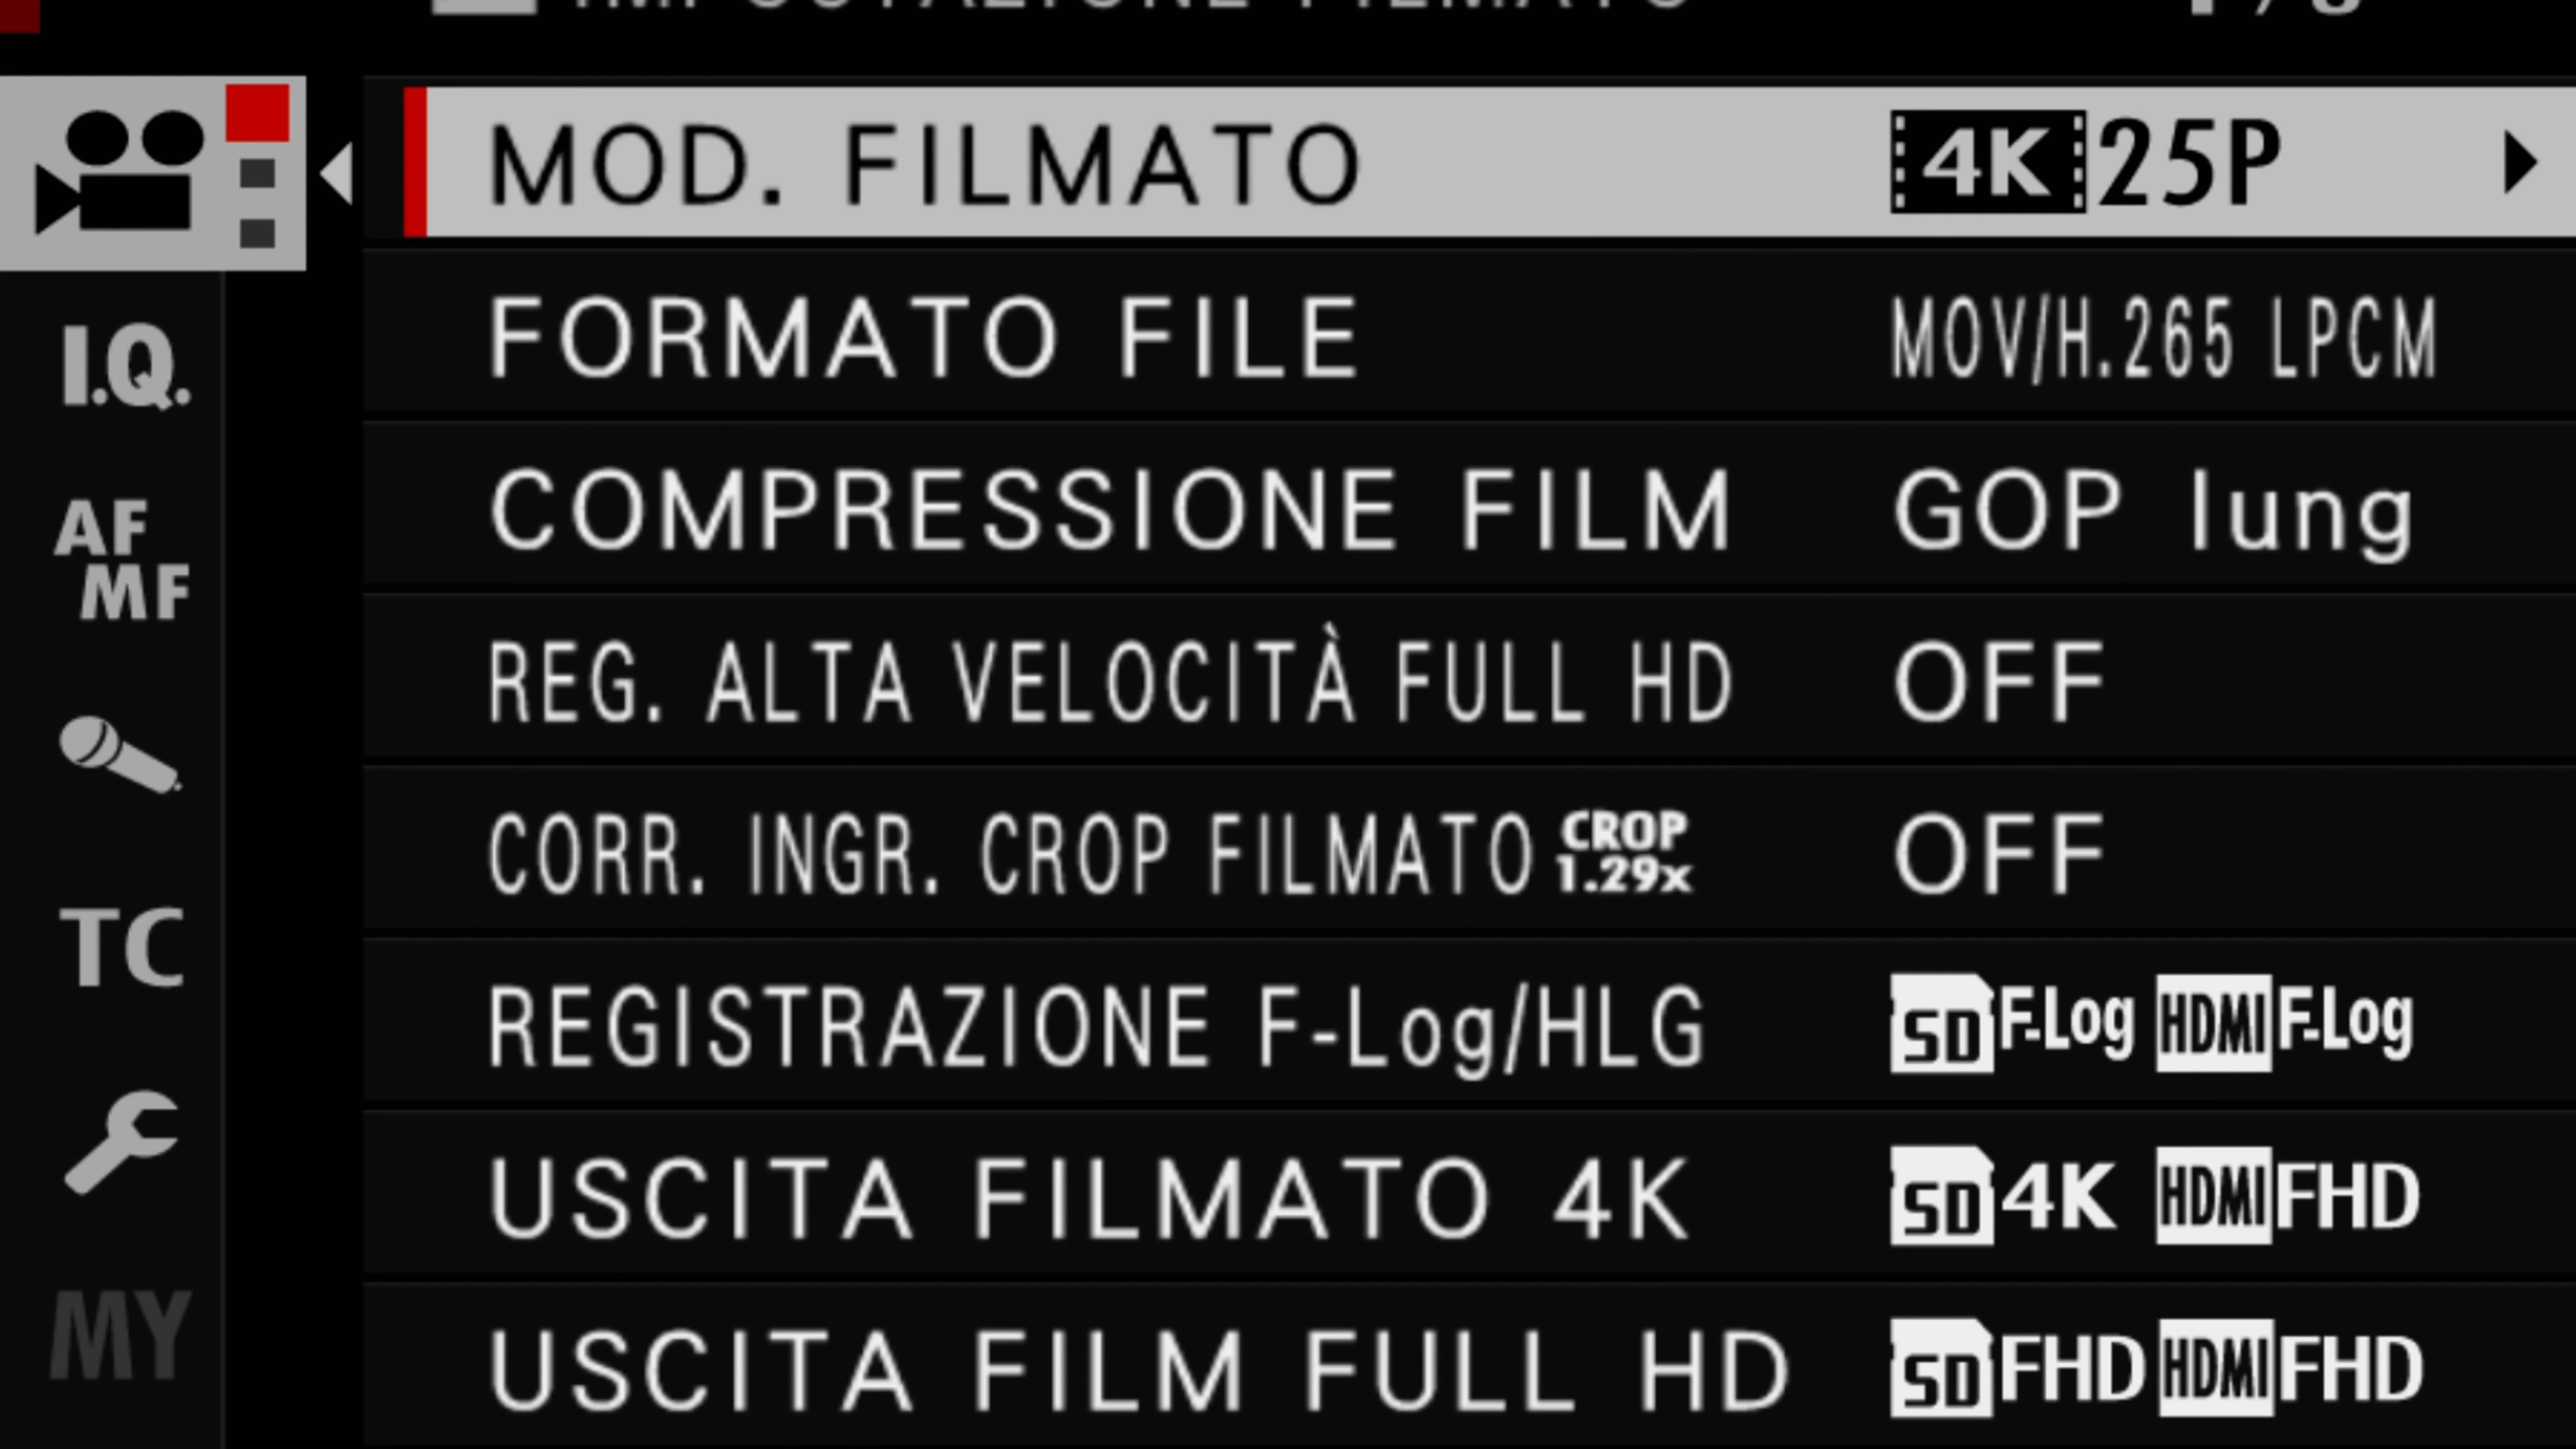 IMPOSTAZIONE FILMATO
MOD. FILMATO 4K 25P
FORMATO FILE MOV/H.265 LPCM
COMPRESSIONE FILM GOP lung
REG. ALTA VELOCITÀ FULL HD OFF
CORR. INGR. CROP FILMATO CROP 1.29x OFF
REGISTRAZIONE F-Log/HLG SD F-Log HDMI F-Log
USCITA FILMATO 4K SD 4K HDMI FHD
USCITA FILM FULL HD SD FHD HDMI FHD
I.Q.
AF
MF
TC
MY